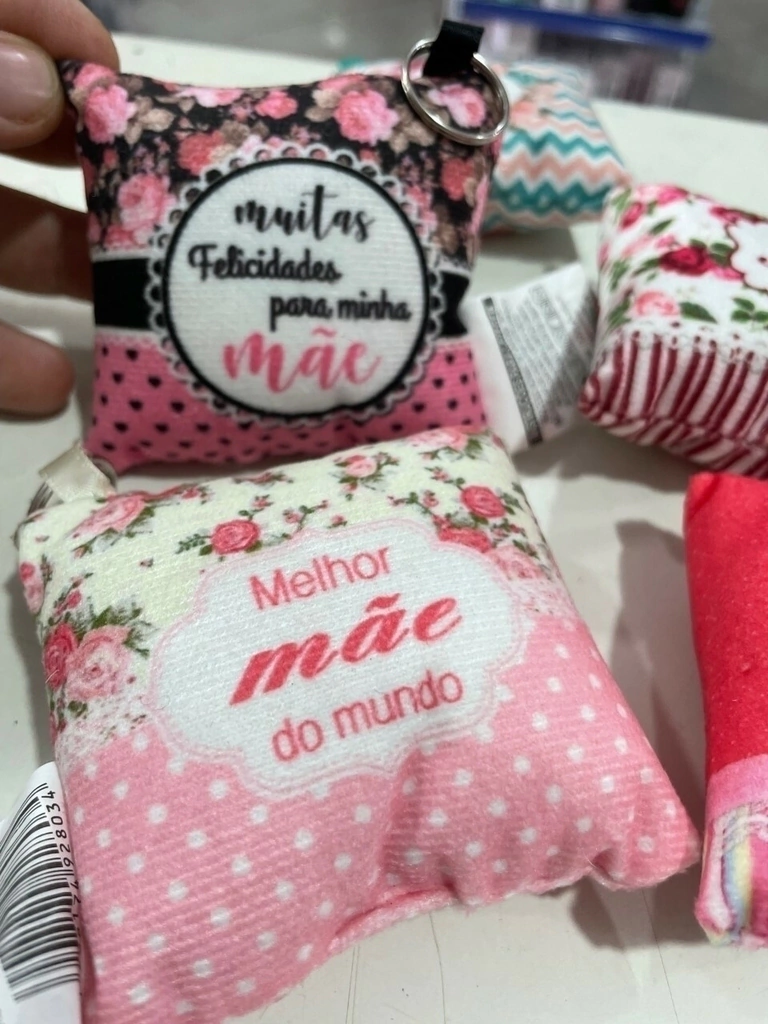 muitas
Felicidades
para minha
mãe
Melhor
mãe
do mundo